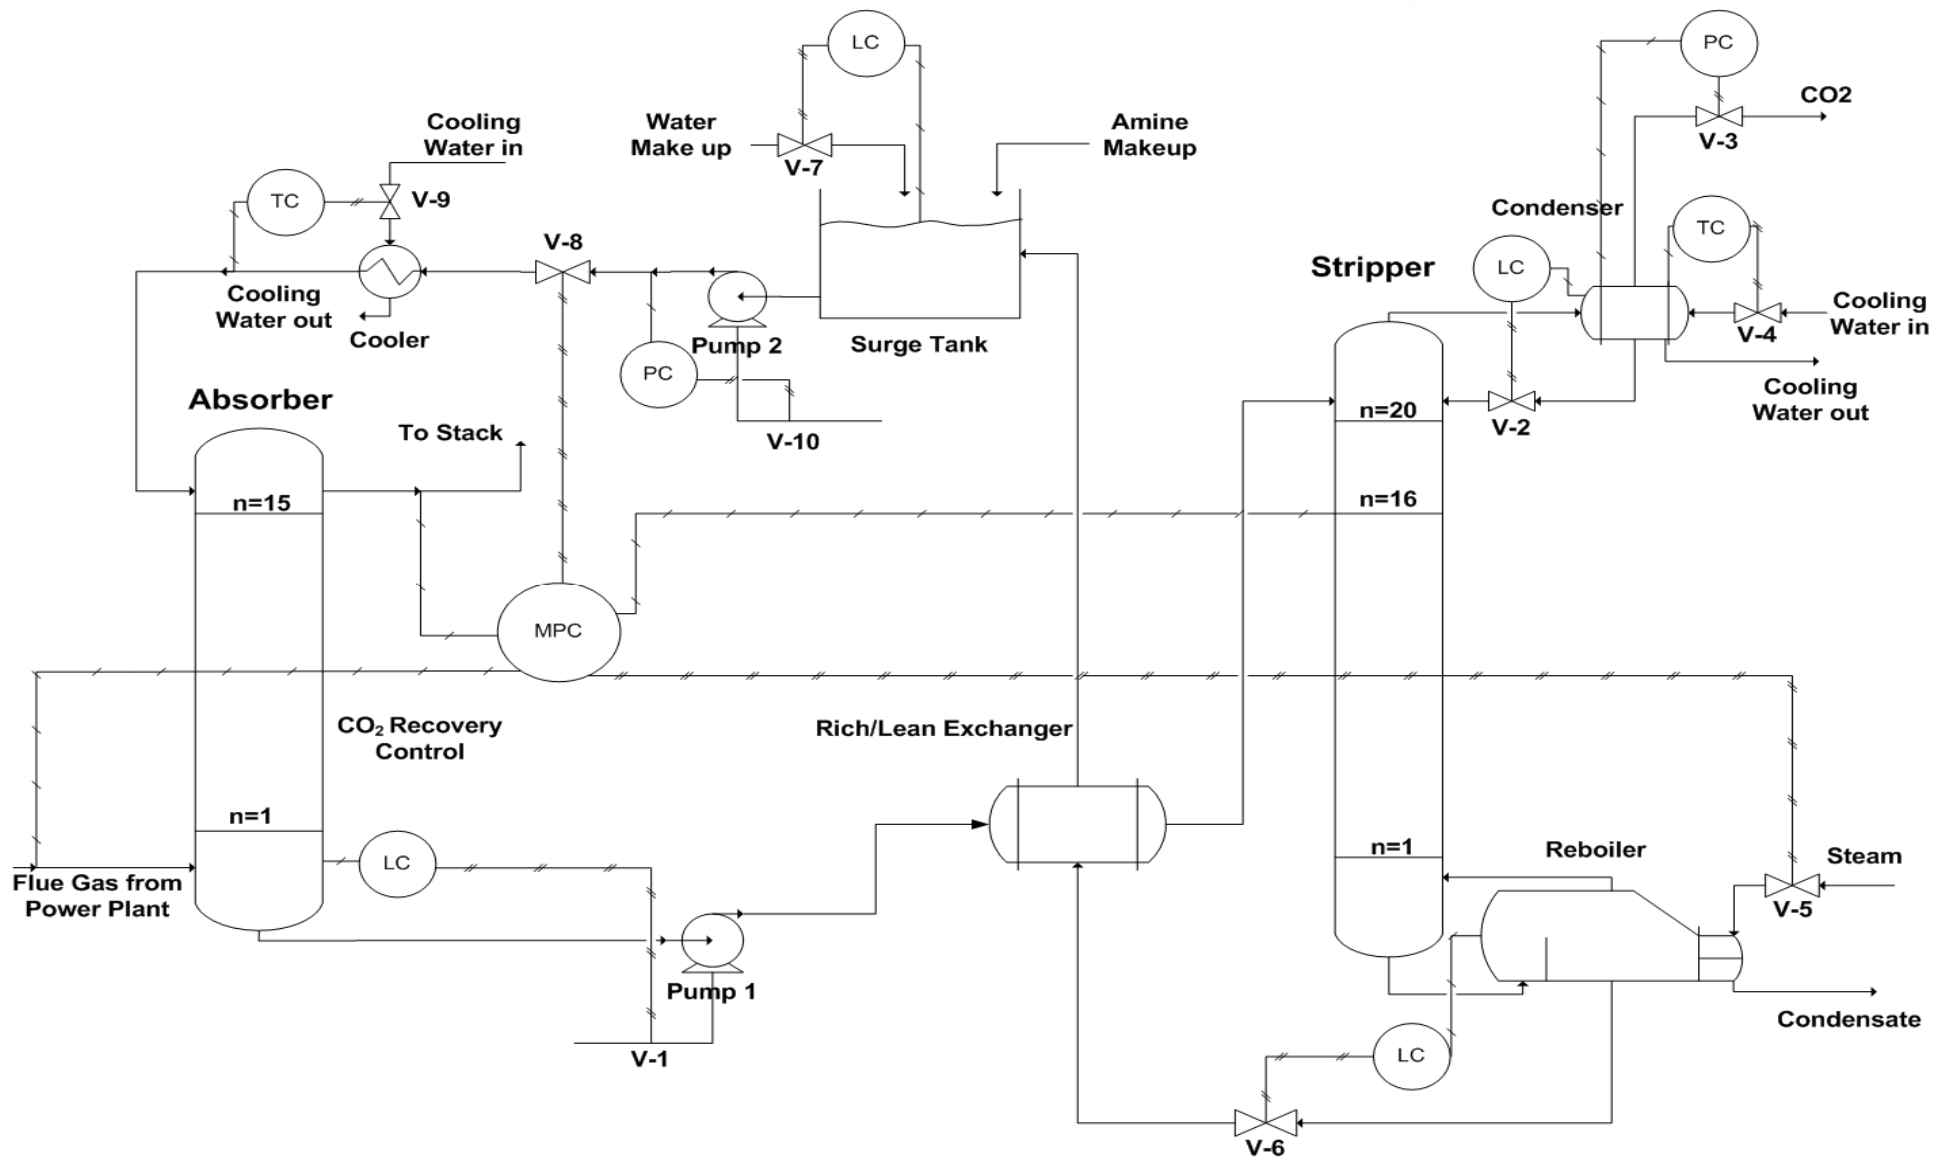 LC
PC
CO2
V-3
Cooling
Water in
Water
Make up
V-7
Amine
Makeup
TC
V-9
Condenser
TC
V-8
LC
Stripper
Cooling
Water out
Cooler
Cooling
Water in
V-4
Pump 2
Surge Tank
PC
Cooling
Water out
Absorber
To Stack
V-10
n=20
V-2
n=15
n=16
MPC
CO₂ Recovery
Control
Rich/Lean Exchanger
n=1
LC
n=1
Reboiler
Steam
Flue Gas from
Power Plant
V-5
Pump 1
Condensate
V-1
LC
V-6